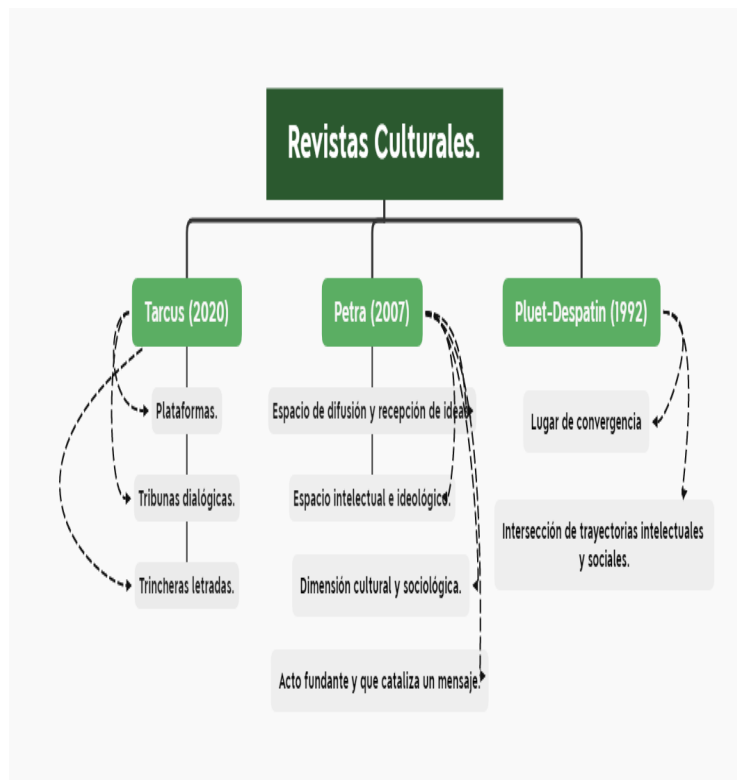 Revistas Culturales.
Tarcus (2020)
Plataformas.
Tribunas dialógicas.
Trincheras letradas.
Petra (2007)
Espacio de difusión y recepción de ideas
Espacio intelectual e ideológico.
Dimensión cultural y sociológica.
Acto fundante y que cataliza un mensaje.
Pluet-Despatin (1992)
Lugar de convergencia
Intersección de trayectorias intelectuales
y sociales.